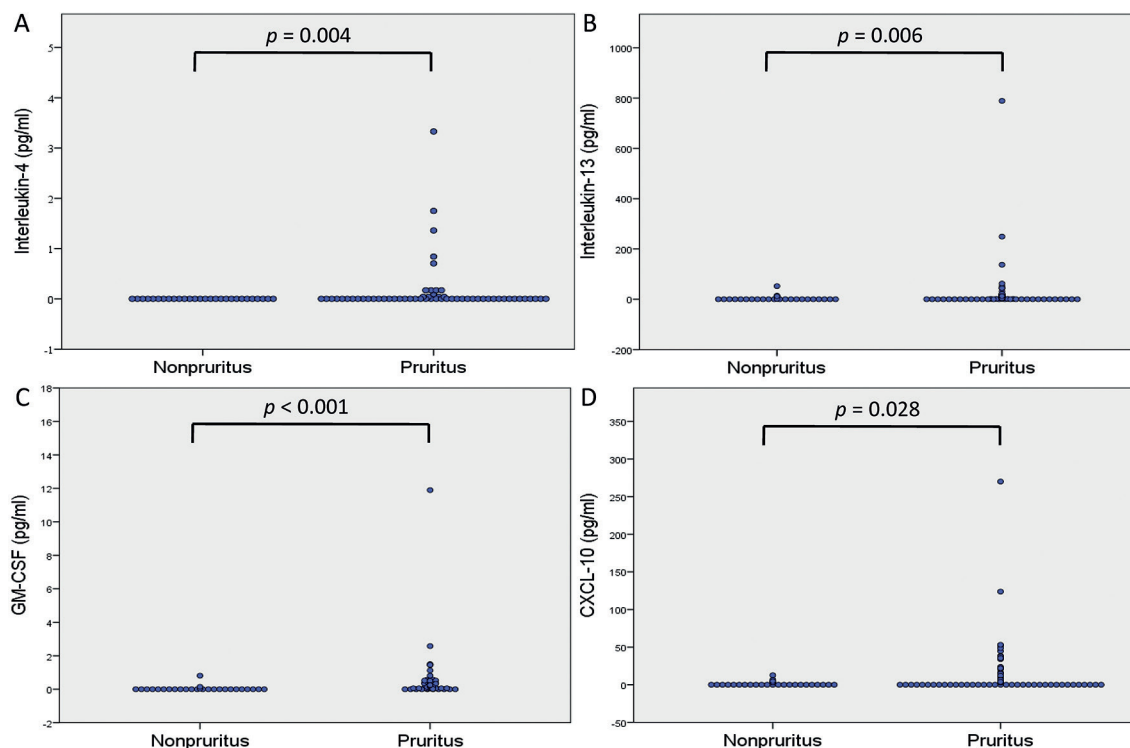 A
p = 0.004
Interleukin-4 (pg/ml)
5
4
3
2
1
0
-1
Nonpruritus Pruritus
B
p = 0.006
Interleukin-13 (pg/ml)
1000
800
600
400
200
0
-200
Nonpruritus Pruritus
C
p < 0.001
GM-CSF (pg/ml)
18
16
14
12
10
8
6
4
2
0
-2
Nonpruritus Pruritus
D
p = 0.028
CXCL-10 (pg/ml)
350
300
250
200
150
100
50
0
-50
Nonpruritus Pruritus